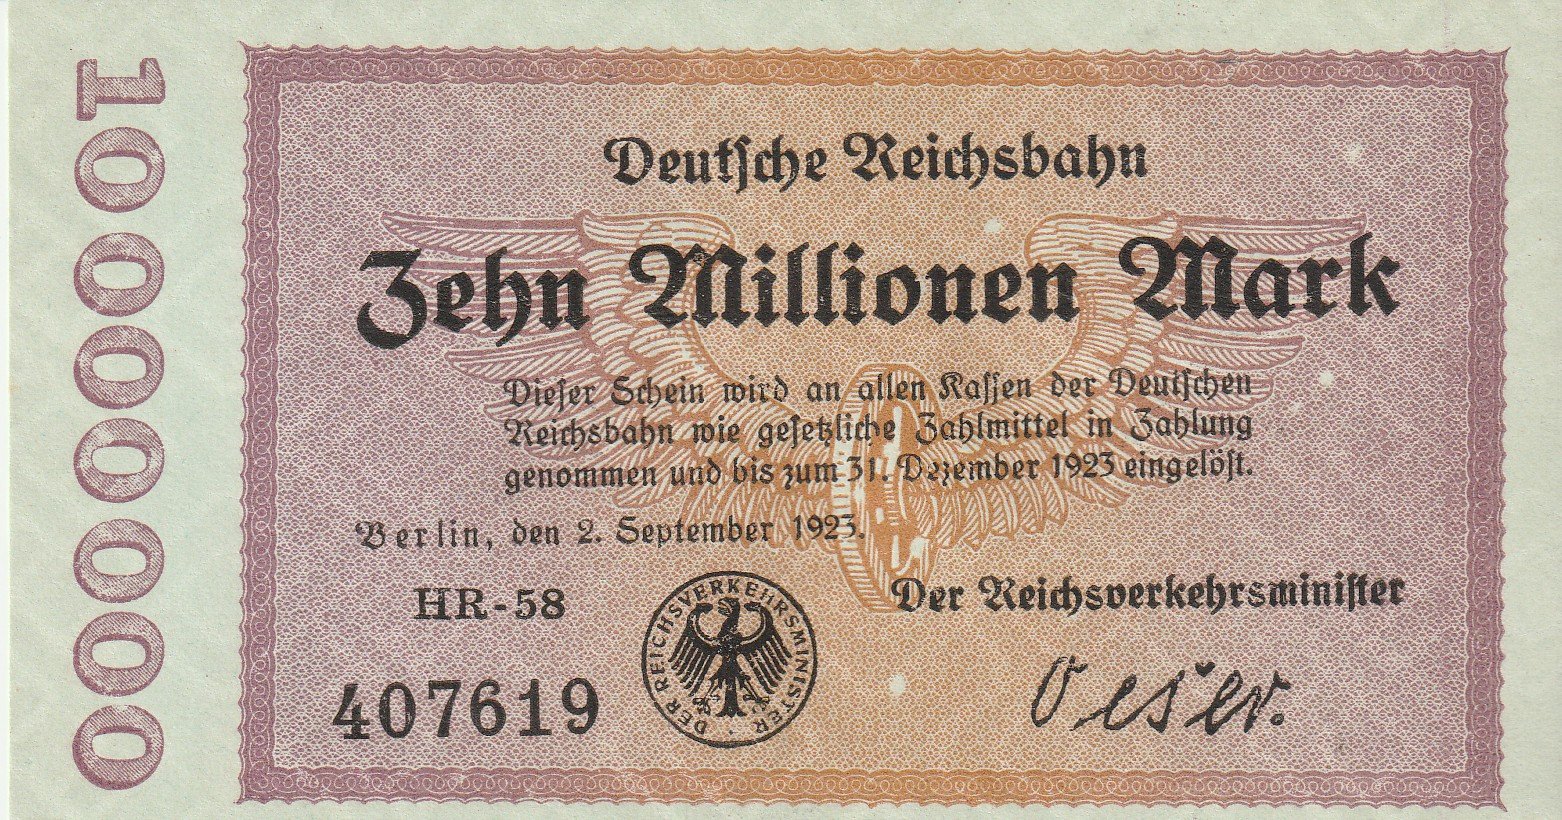 10000000
Deutsche Reichsbahn
Zehn Millionen Mark
Dieser Schein wird an allen Kassen der Deutschen
Reichsbahn wie gesetzliche Zahlmittel in Zahlung
genommen und bis zum 31. Dezember 1923 eingelöst.
Berlin, den 2. September 1923.
HR-58
Der Reichsverkehrsminister
DER REICHSVERKEHRSMINISTER
407619
Oeser.